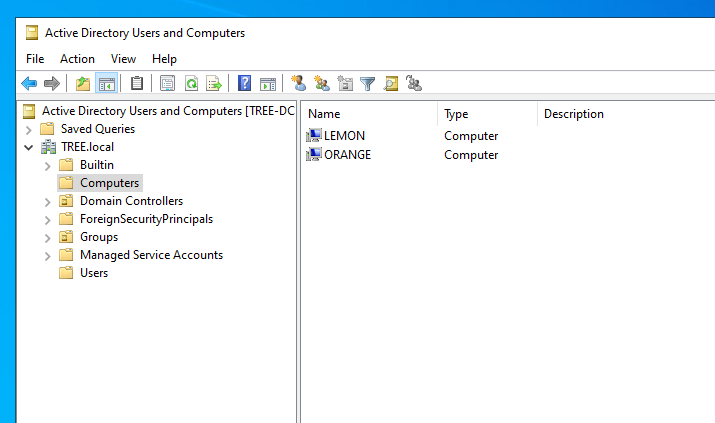 Active Directory Users and Computers
File Action View Help
Active Directory Users and Computers [TREE-DC
Saved Queries
TREE.local
Builtin
Computers
Domain Controllers
ForeignSecurityPrincipals
Groups
Managed Service Accounts
Users
Name Type Description
LEMON Computer
ORANGE Computer